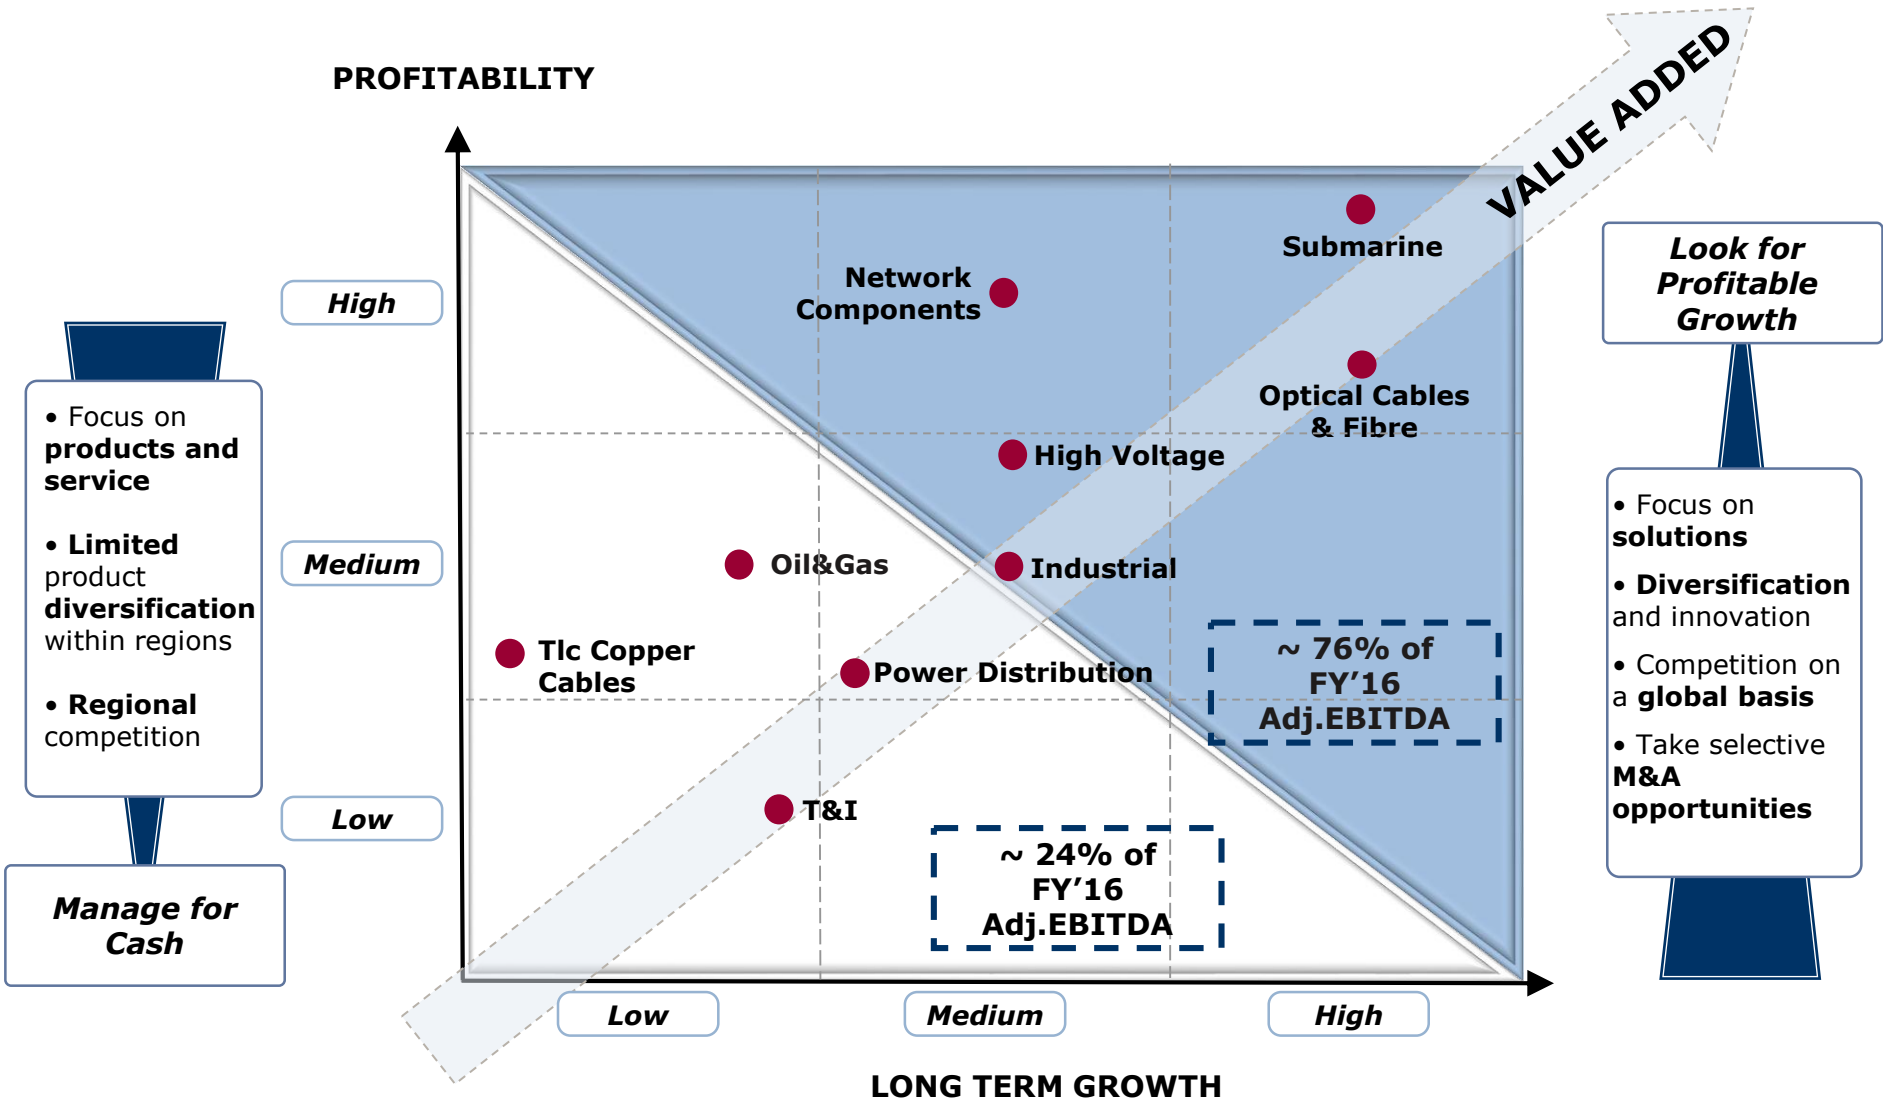 PROFITABILITY
VALUE ADDED
High
Medium
Low
• Focus on
products and
service
• Limited
product
diversification
within regions
• Regional
competition
Manage for
Cash
Submarine
Network
Components
Optical Cables
& Fibre
High Voltage
Oil&Gas
Industrial
Tlc Copper
Cables
Power Distribution
T&I
~ 76% of
FY’16
Adj.EBITDA
~ 24% of
FY’16
Adj.EBITDA
Look for
Profitable
Growth
• Focus on
solutions
• Diversification
and innovation
• Competition on
a global basis
• Take selective
M&A
opportunities
Low
Medium
High
LONG TERM GROWTH